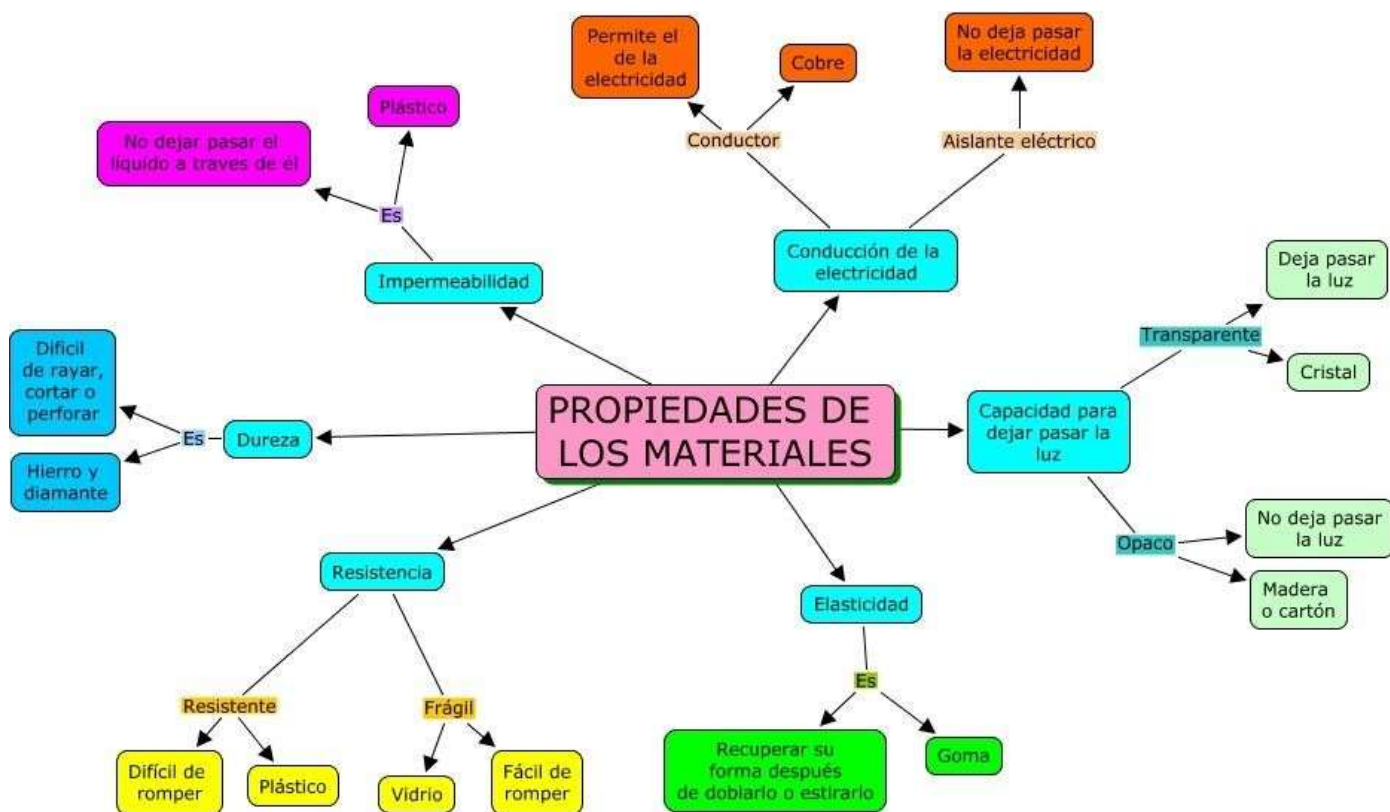 PROPIEDADES DE
LOS MATERIALES
Impermeabilidad
Es
No dejar pasar el
líquido a traves de él
Plástico
Conducción de la
electricidad
Conductor
Permite el
de la
electricidad
Cobre
Aislante eléctrico
No deja pasar
la electricidad
Capacidad para
dejar pasar la
luz
Transparente
Deja pasar
la luz
Cristal
Opaco
No deja pasar
la luz
Madera
o cartón
Elasticidad
Es
Recuperar su
forma después
de doblarlo o estirarlo
Goma
Resistencia
Resistente
Difícil de
romper
Plástico
Frágil
Vidrio
Fácil de
romper
Dureza
Es
Difícil
de rayar,
cortar o
perforar
Hierro y
diamante